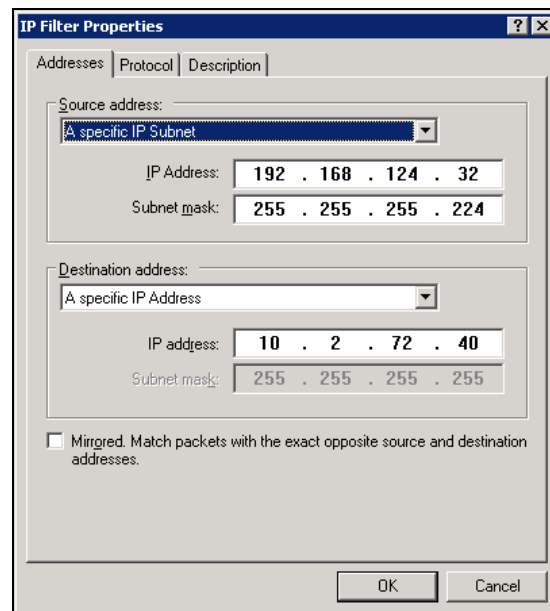 IP Filter Properties
Addresses Protocol Description
Source address:
A specific IP Subnet
IP Address: 192 . 168 . 124 . 32
Subnet mask: 255 . 255 . 255 . 224
Destination address:
A specific IP Address
IP address: 10 . 2 . 72 . 40
Subnet mask: 255 . 255 . 255 . 255
Mirrored. Match packets with the exact opposite source and destination
addresses.
OK Cancel